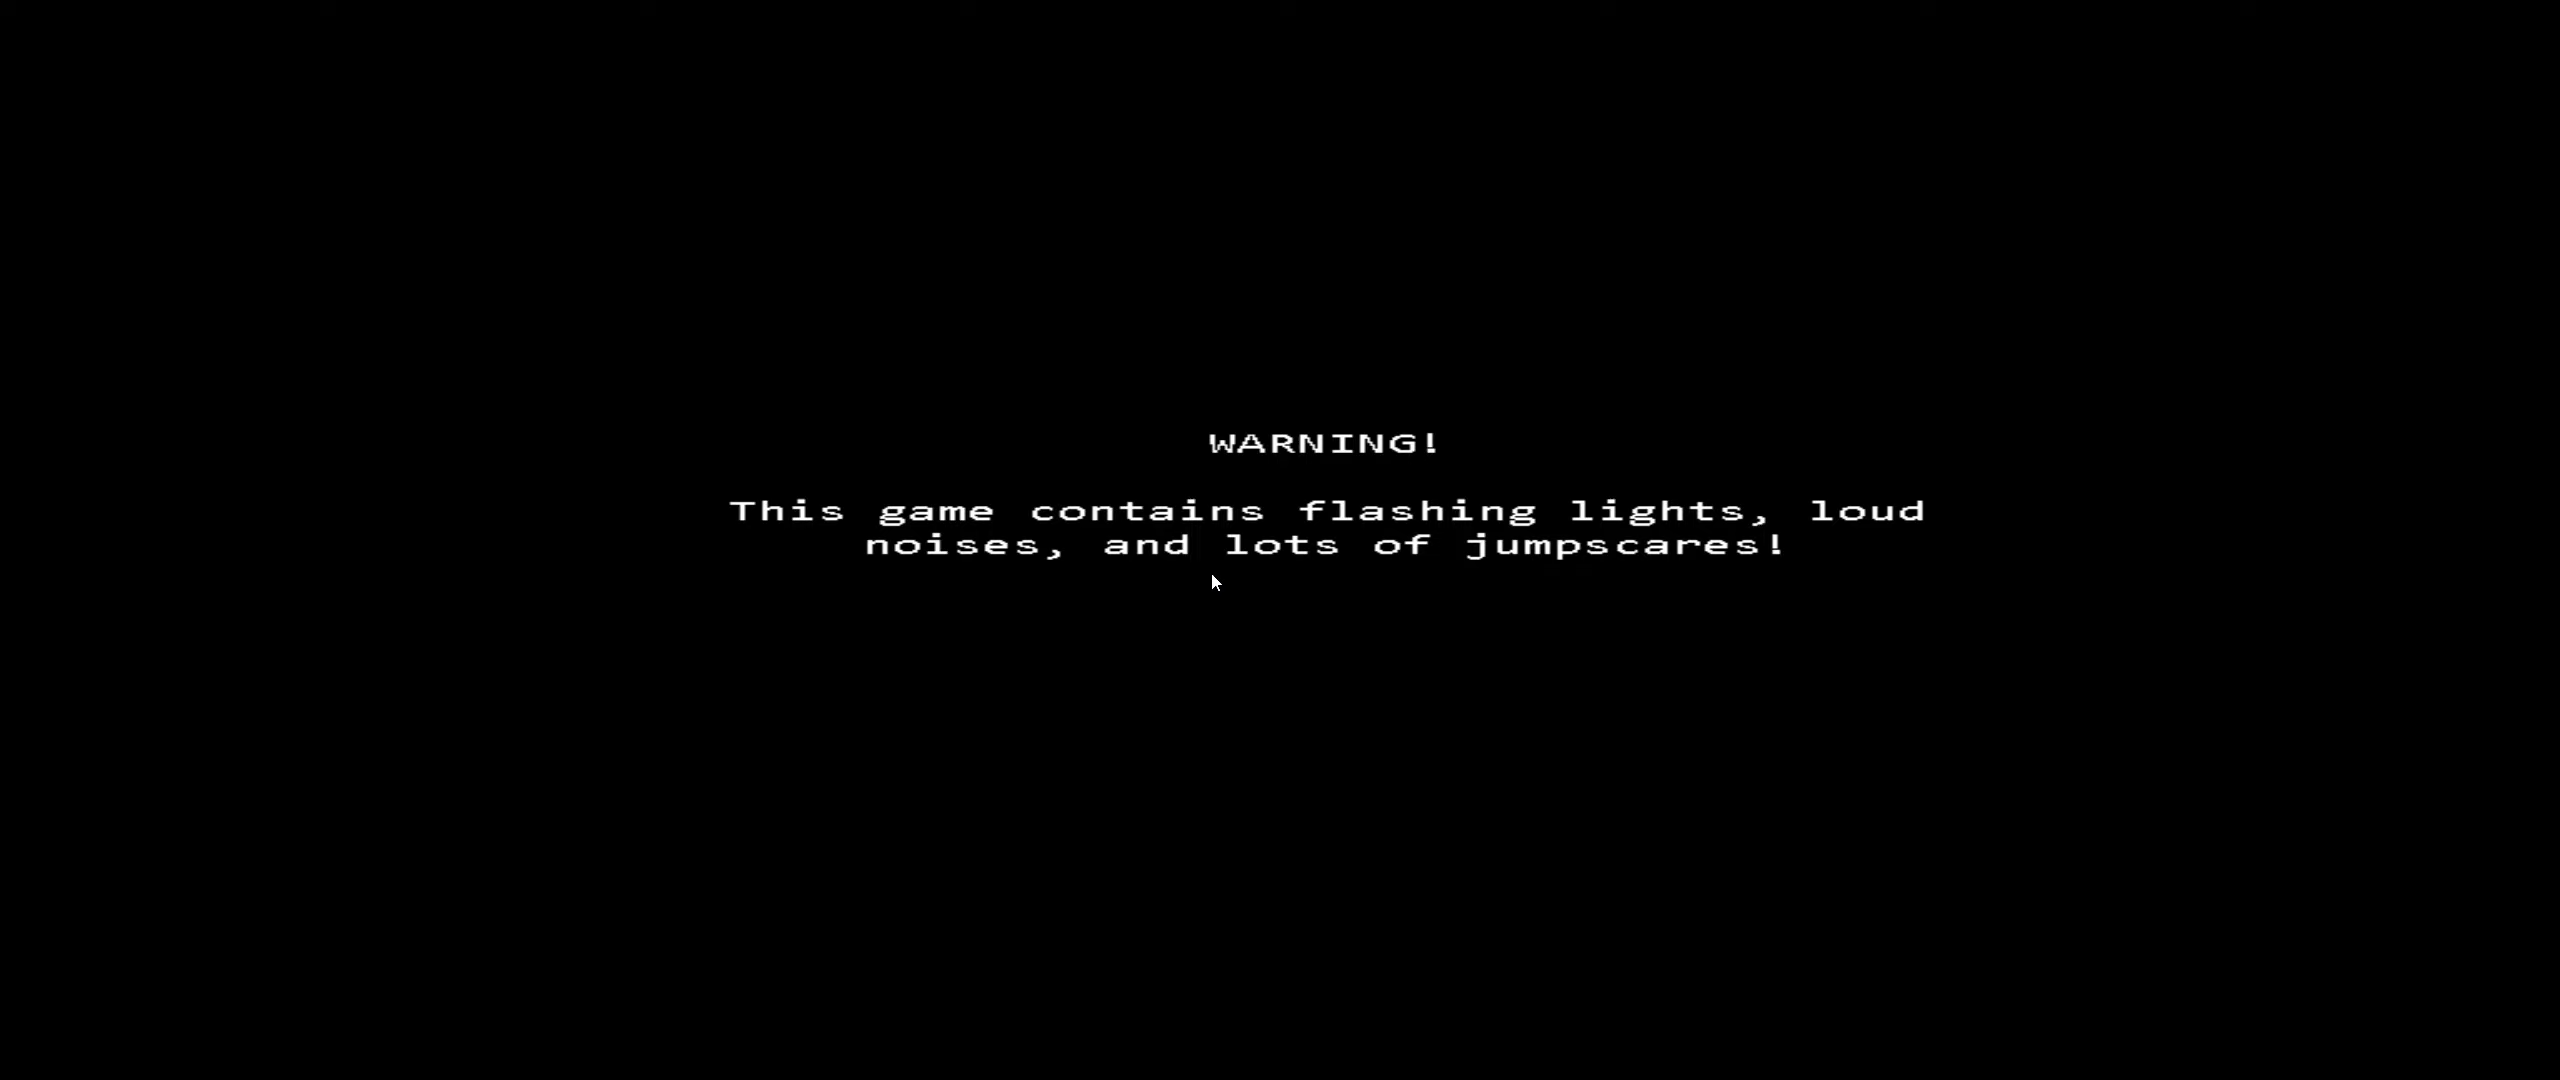 WARNING!
This game contains flashing lights, loud
noises, and lots of jumpscares!